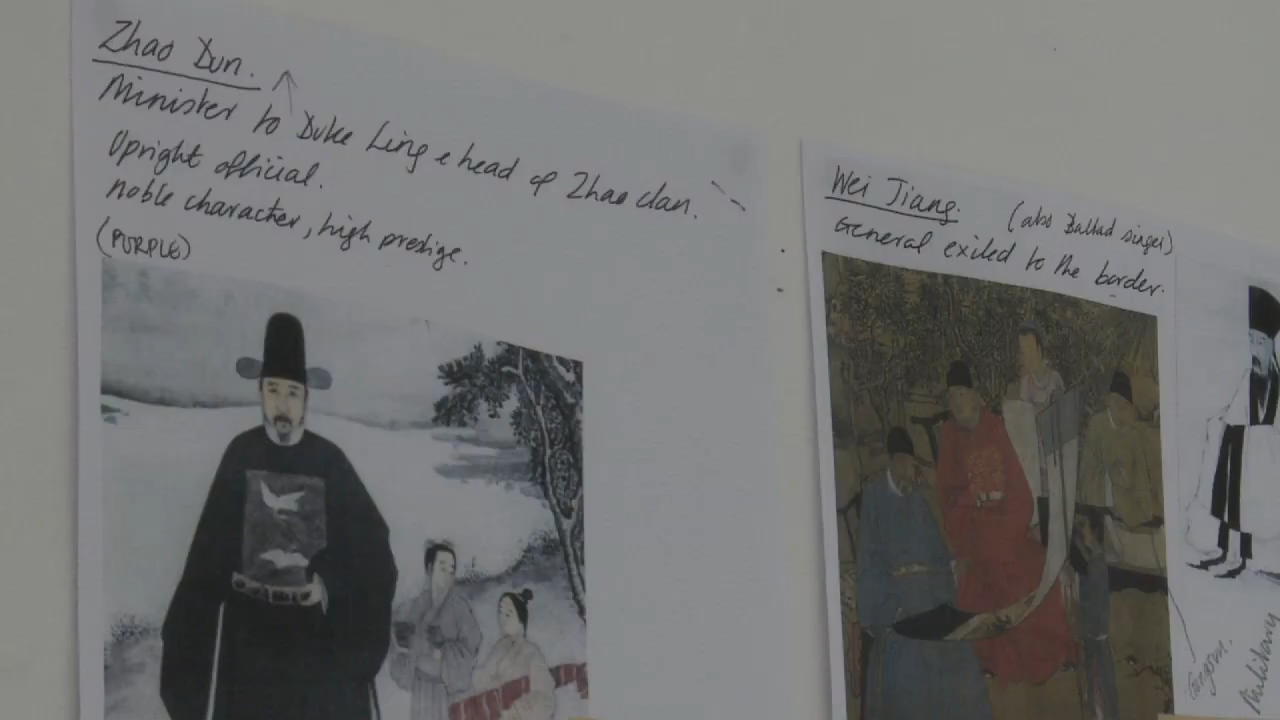 Zhao Dun.
Minister to Duke Ling & head of Zhao clan.
Upright official.
noble character, high prestige.
(PURPLE)
Wei Jiang. (also Ballad singer)
General exiled to the border.
Military